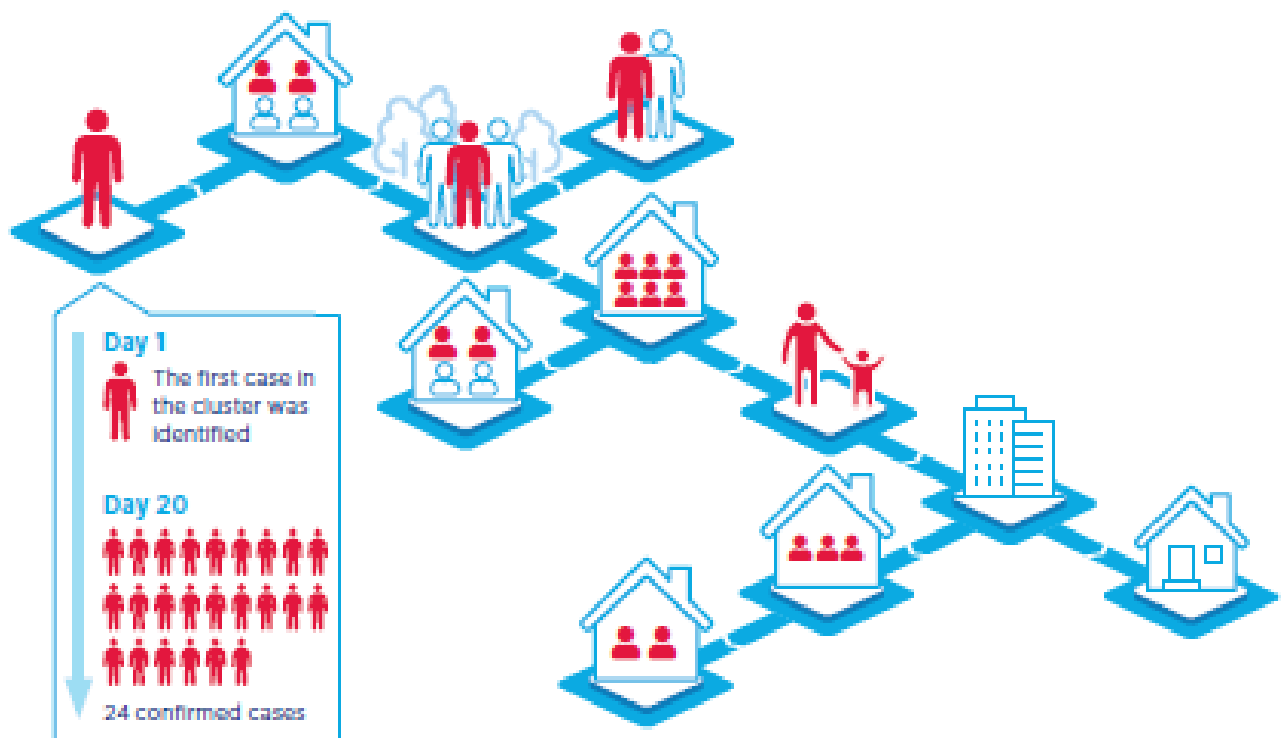 Day 1
The first case in
the cluster was
identified
Day 20
24 confirmed cases